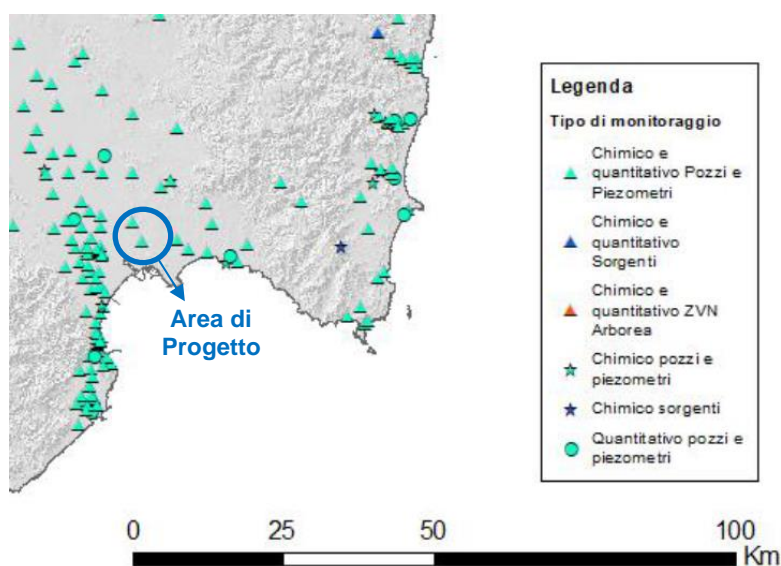 Area di
Progetto
Legenda
Tipo di monitoraggio
Chimico e
quantitativo Pozzi e
Piezometri
Chimico e
quantitativo
Sorgenti
Chimico e
quantitativo ZVN
Arborea
Chimico pozzi e
piezometri
Chimico sorgenti
Quantitativo pozzi e
piezometri
0 25 50 100
Km